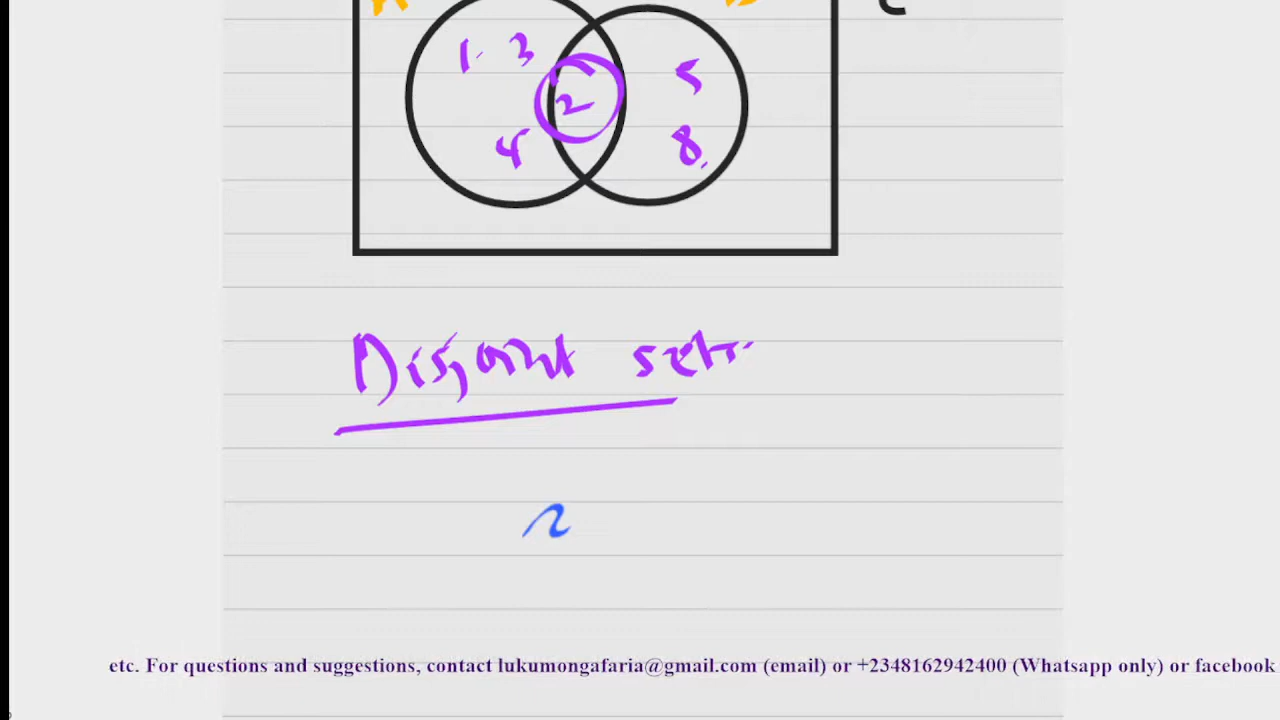 1 3
2
5
4
8
Disjoint sets
n
etc. For questions and suggestions, contact lukumongafaria@gmail.com (email) or +2348162942400 (Whatsapp only) or facebook